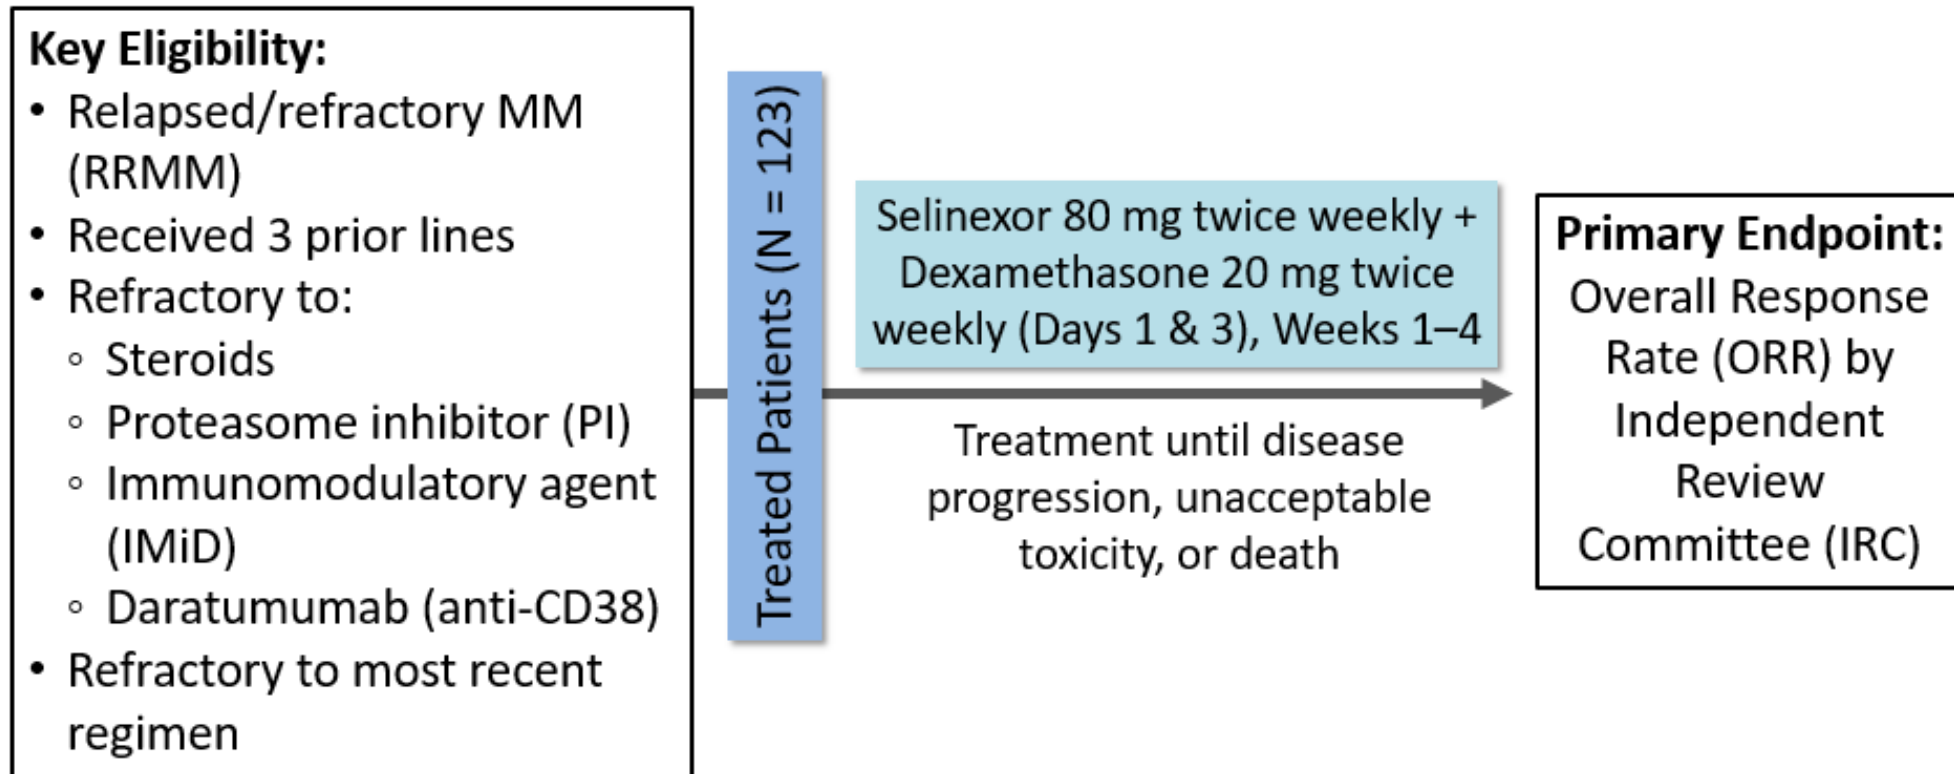 Key Eligibility:
• Relapsed/refractory MM
(RRMM)
• Received 3 prior lines
• Refractory to:
◦ Steroids
◦ Proteasome inhibitor (PI)
◦ Immunomodulatory agent
(IMiD)
◦ Daratumumab (anti-CD38)
• Refractory to most recent
regimen
Treated Patients (N = 123)
Selinexor 80 mg twice weekly +
Dexamethasone 20 mg twice
weekly (Days 1 & 3), Weeks 1–4
Treatment until disease
progression, unacceptable
toxicity, or death
Primary Endpoint:
Overall Response
Rate (ORR) by
Independent
Review
Committee (IRC)